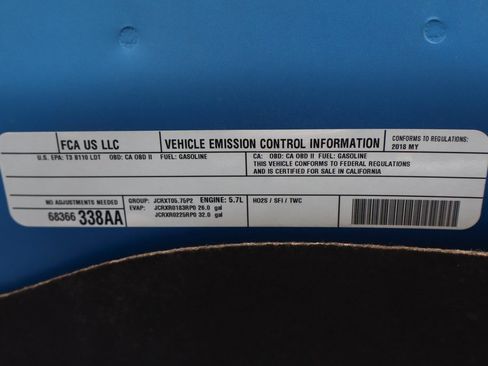 FCA US LLC
VEHICLE EMISSION CONTROL INFORMATION
CONFORMS TO REGULATIONS:
2018 MY
U.S. EPA: T3 B110 LDT OBD: CA OBD II FUEL: GASOLINE
CA: OBD: CA OBD II FUEL: GASOLINE
THIS VEHICLE CONFORMS TO FEDERAL REGULATIONS
AND IS CERTIFIED FOR SALE IN CALIFORNIA
NO ADJUSTMENTS NEEDED
68366 338AA
GROUP: JCRXT05.75P2 ENGINE: 5.7L
EVAP: JCRXR0183RP0 26.0 gal
JCRXR0225RP0 32.0 gal
HO2S / SFI / TWC